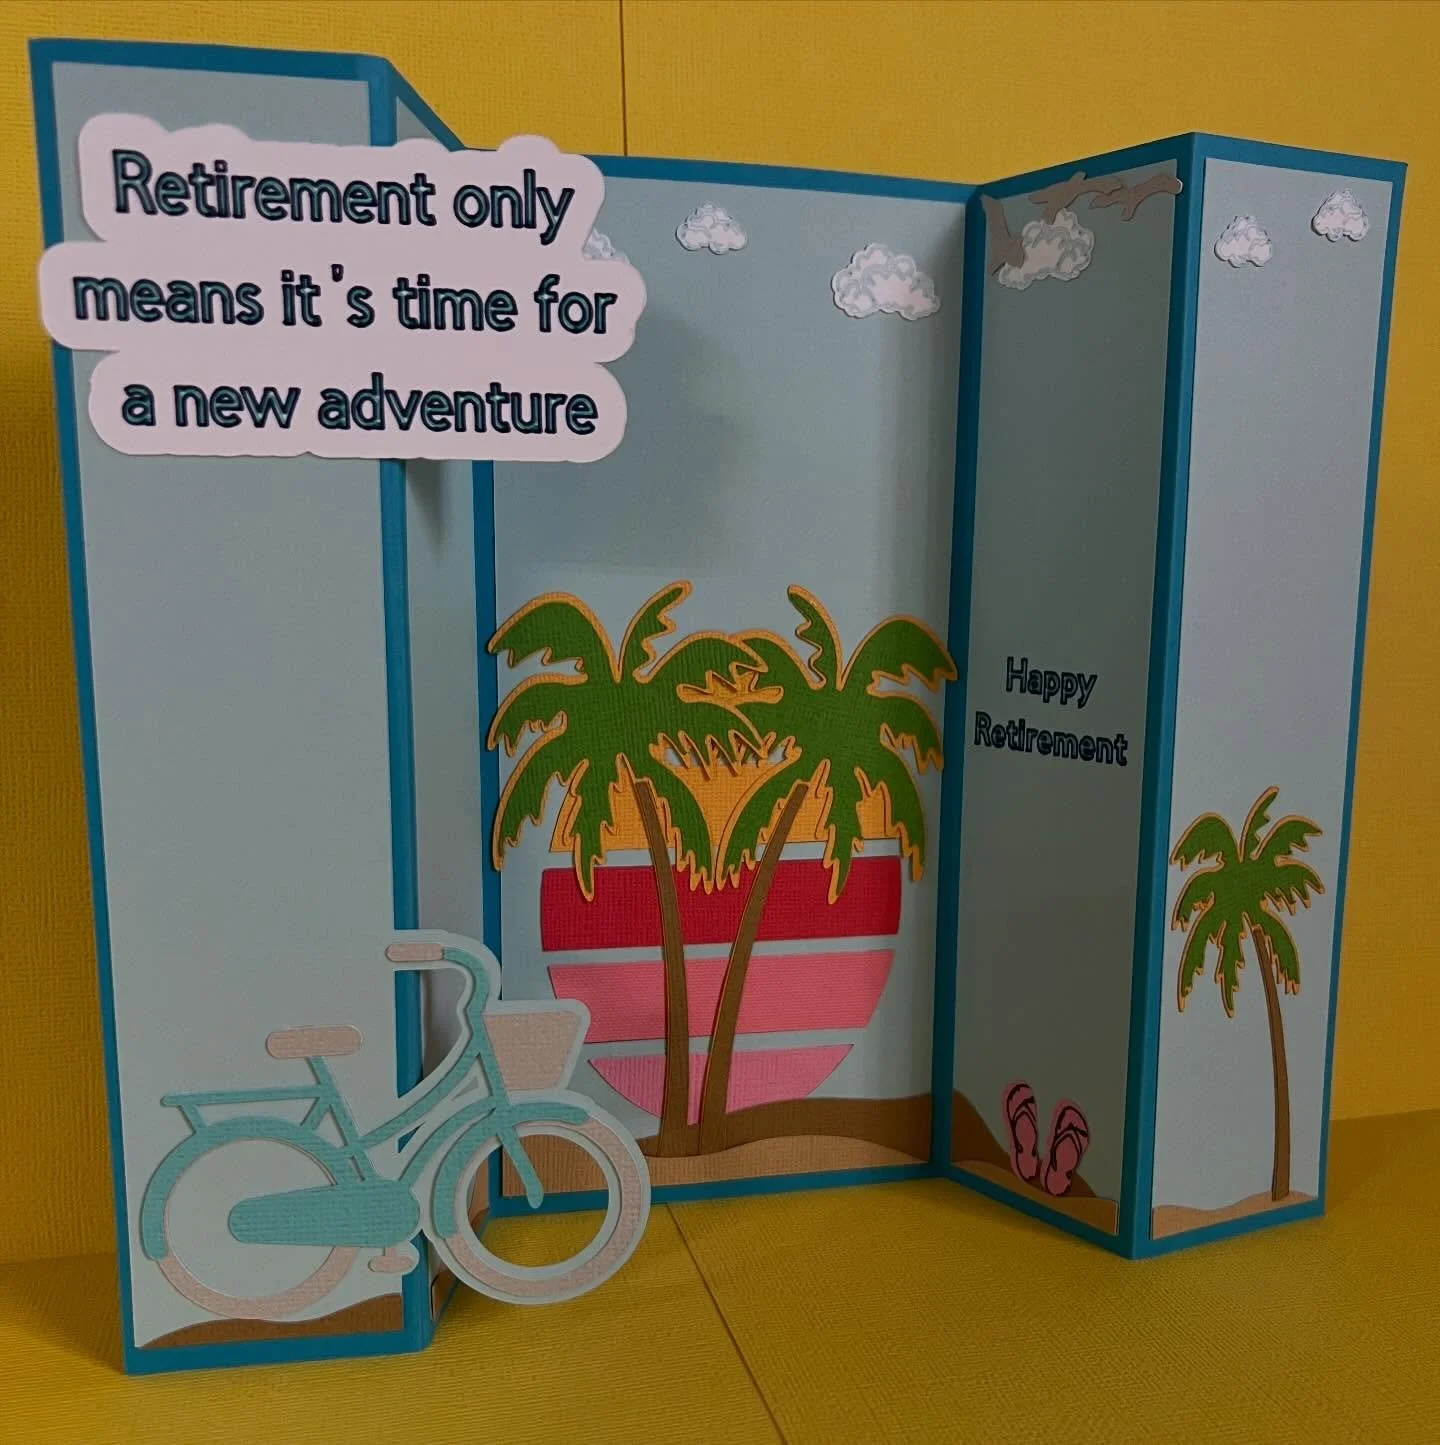 Retirement only
means it's time for
a new adventure
Happy
Retirement